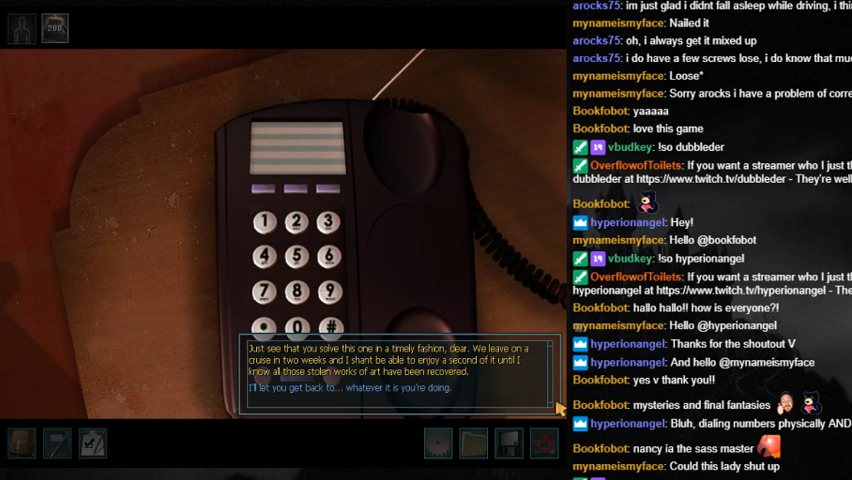 200
1 2 3
4 5 6
7 8 9
0 #
Just see that you solve this one in a timely fashion, dear. We leave on a
cruise in two weeks and I shant be able to enjoy a second of it until I
know all those stolen works of art have been recovered.
I'll let you get back to... whatever it is you're doing.
arocks75: im just glad i didnt fall asleep while driving, i thi
mynameismyface: Nailed it
arocks75: oh, i always get it mixed up
arocks75: i do have a few screws lose, i do know that mu
mynameismyface: Loose*
mynameismyface: Sorry arocks i have a problem of corre
Bookfobot: yaaaaa
Bookfobot: love this game
vbudkey: !so dubbleder
OverflowofToilets: If you want a streamer who I just th
dubbleder at https://www.twitch.tv/dubbleder - They're well
Bookfobot:
hyperionangel: Hey!
mynameismyface: Hello @bookfobot
vbudkey: !so hyperionangel
OverflowofToilets: If you want a streamer who I just th
hyperionangel at https://www.twitch.tv/hyperionangel - The
Bookfobot: hallo hallo!! how is everyone?!
mynameismyface: Hello @hyperionangel
hyperionangel: Thanks for the shoutout V
hyperionangel: And hello @mynameismyface
Bookfobot: yes v thank you!!
Bookfobot: mysteries and final fantasies
hyperionangel: Bluh, dialing numbers physically AND
Bookfobot: nancy ia the sass master
mynameismyface: Could this lady shut up